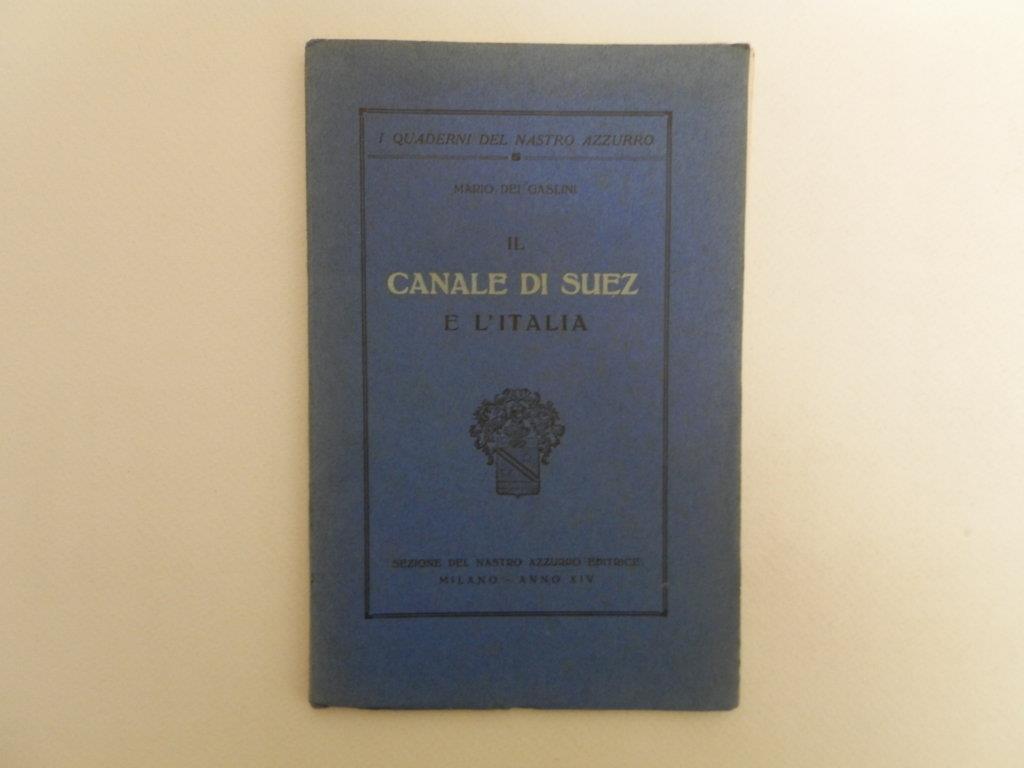 I QUADERNI DEL NASTRO AZZURRO
MARIO DEI GASLINI
IL
CANALE DI SUEZ
E L'ITALIA
SEZIONE DEL NASTRO AZZURRO EDITRICE
MILANO - ANNO XIV